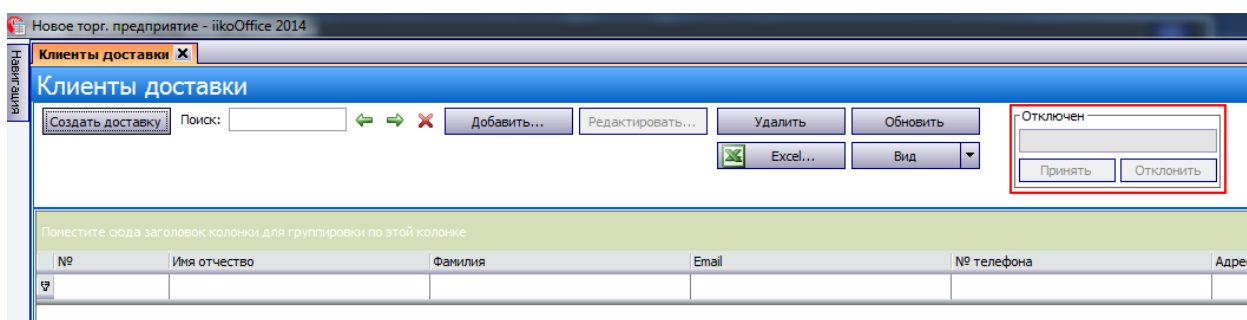 Новое торг. предприятие - iikoOffice 2014
Навигация
Клиенты доставки
Клиенты доставки
Создать доставку Поиск: Добавить... Редактировать... Удалить Обновить Отключен
Excel... Вид Принять Отклонить
Поместите сюда заголовок колонки для группировки по этой колонке
№ Имя отчество Фамилия Email № телефона Адре